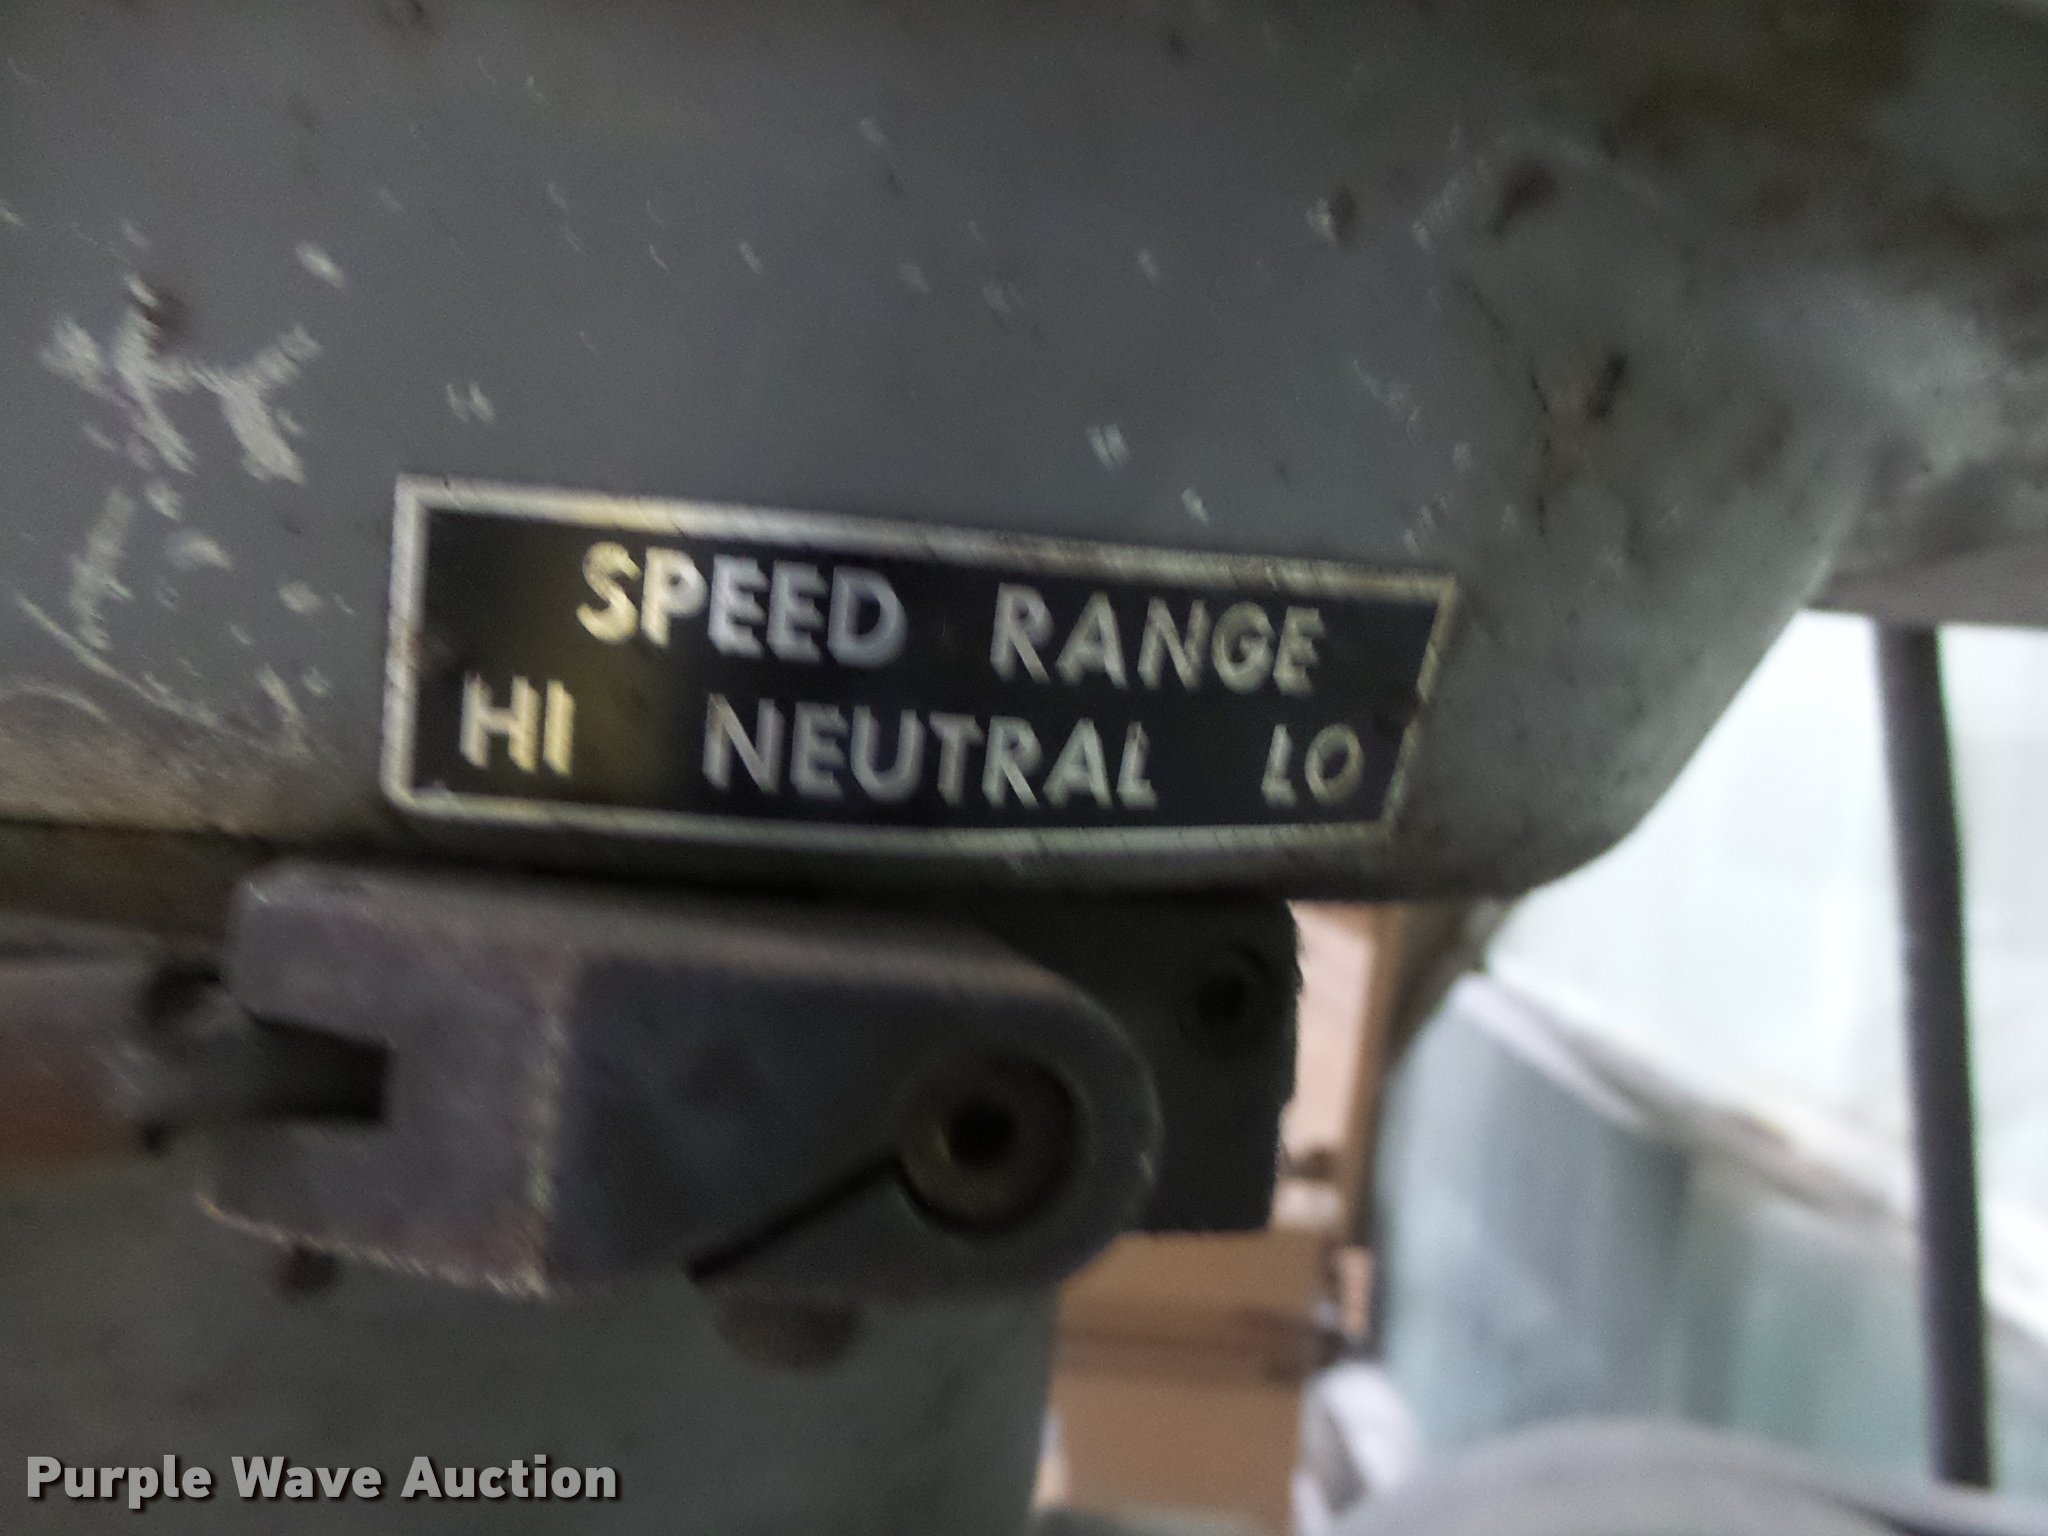 SPEED RANGE
HI NEUTRAL LO
Purple Wave Auction